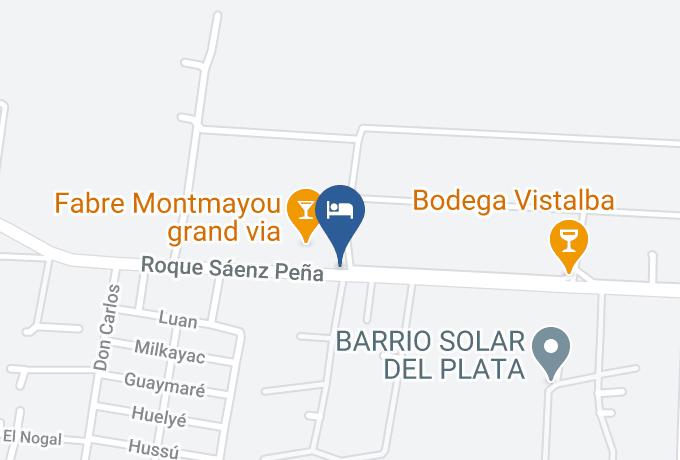 Fabre Montmayou
grand via
Bodega Vistalba
Roque Sáenz Peña
Don Carlos
Luan
Milkayac
Guaymaré
Huelyé
Hussú
El Nogal
BARRIO SOLAR
DEL PLATA